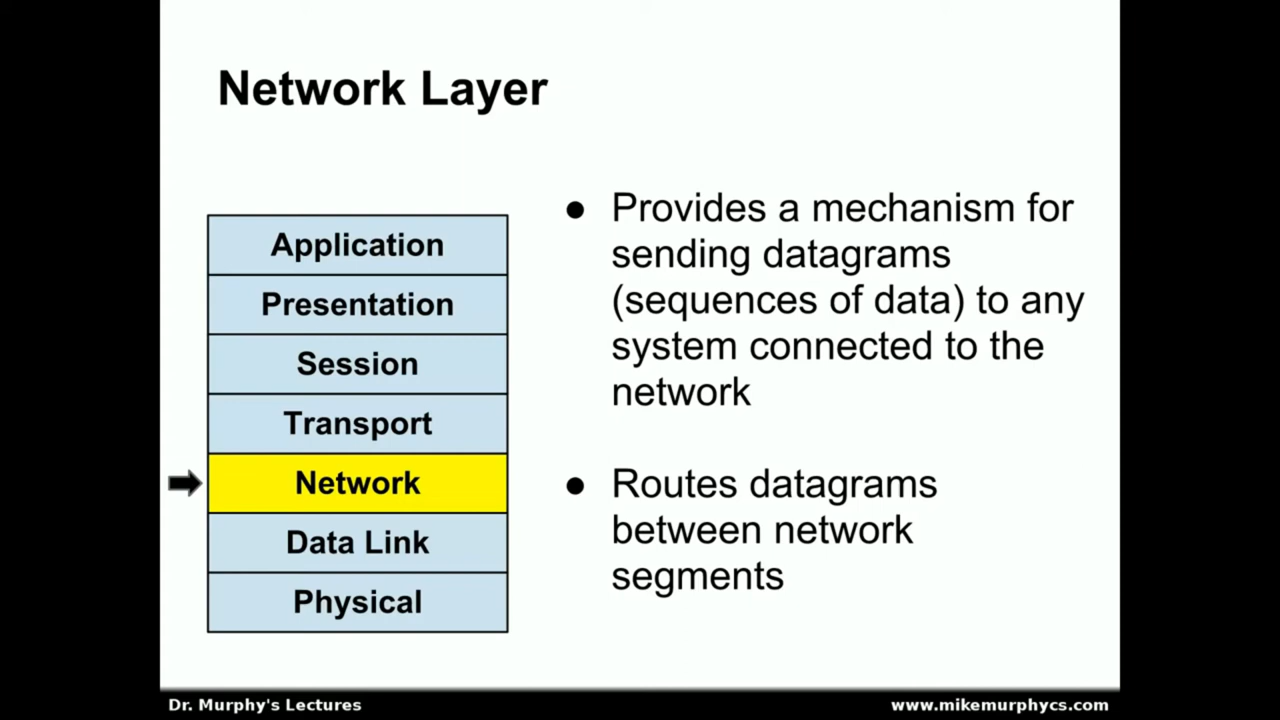 Network Layer
Application
Presentation
Session
Transport
Network
Data Link
Physical
● Provides a mechanism for
sending datagrams
(sequences of data) to any
system connected to the
network
● Routes datagrams
between network
segments
Dr. Murphy's Lectures
www.mikemurphycs.com